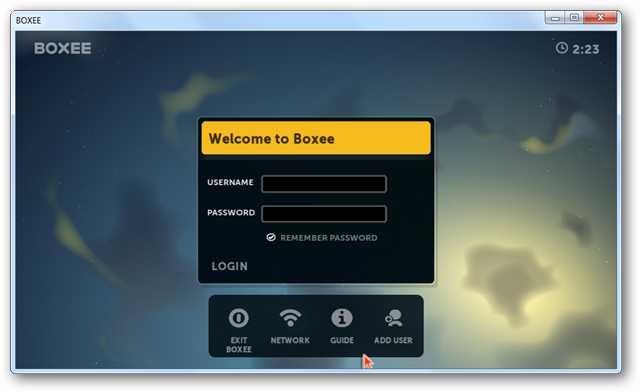 BOXEE
BOXEE
2:23
Welcome to Boxee
USERNAME
PASSWORD
REMEMBER PASSWORD
LOGIN
EXIT
BOXEE
NETWORK
GUIDE
ADD USER